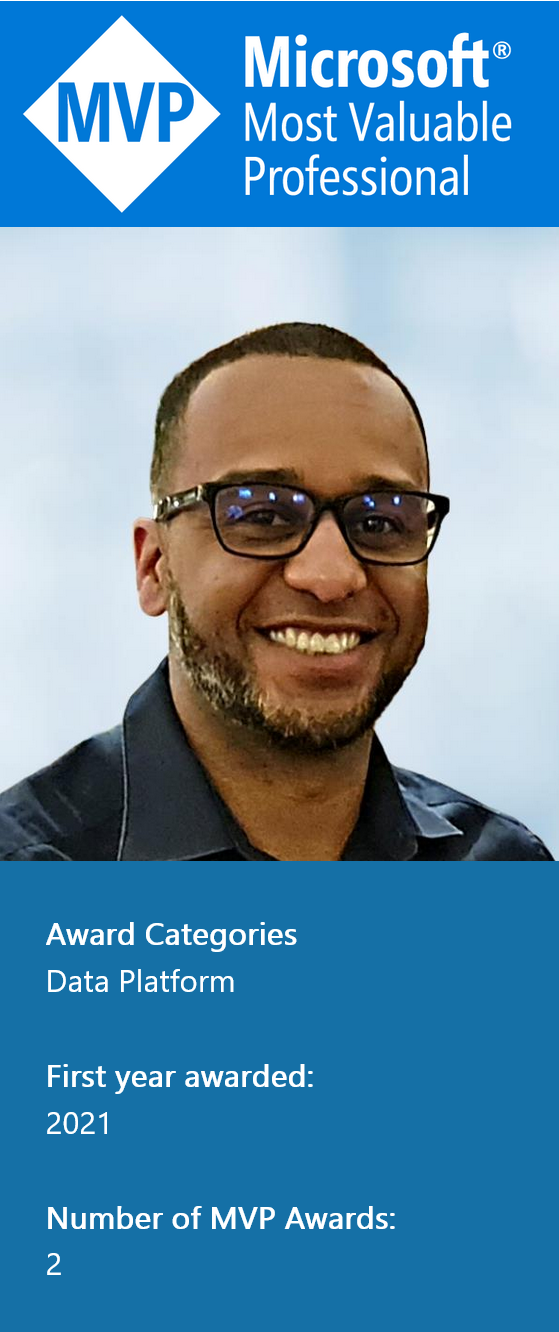 MVP
Microsoft®
Most Valuable
Professional
Award Categories
Data Platform
First year awarded:
2021
Number of MVP Awards:
2